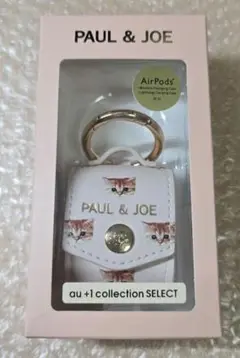 PAUL & JOE
AirPods
PAUL & JOE
au +1 collection SELECT